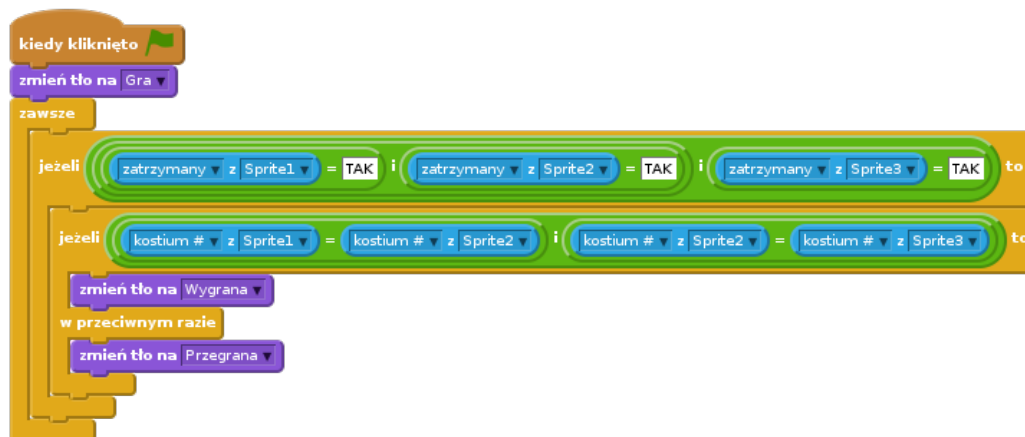 kiedy kliknięto
zmień tło na Gra
zawsze
jeżeli zatrzymany z Sprite1 = TAK i zatrzymany z Sprite2 = TAK i zatrzymany z Sprite3 = TAK to
jeżeli kostium # z Sprite1 = kostium # z Sprite2 i kostium # z Sprite2 = kostium # z Sprite3 to
zmień tło na Wygrana
w przeciwnym razie
zmień tło na Przegrana